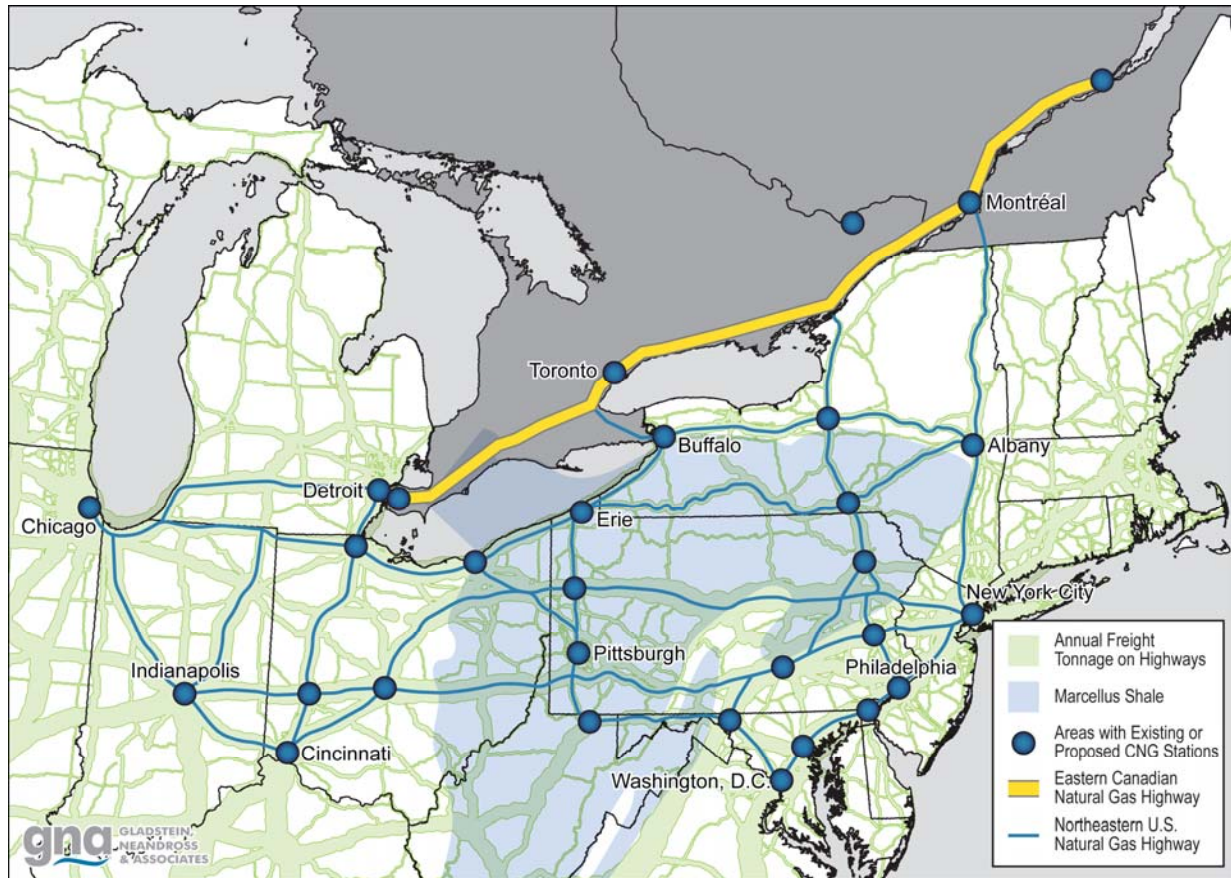 Montréal
Toronto
Buffalo
Albany
Detroit
Chicago
Erie
New York City
Pittsburgh
Indianapolis
Philadelphia
Cincinnati
Washington, D.C.
Annual Freight
Tonnage on Highways
Marcellus Shale
Areas with Existing or
Proposed CNG Stations
Eastern Canadian
Natural Gas Highway
Northeastern U.S.
Natural Gas Highway
gna GLADSTEIN,
NEANDROSS
& ASSOCIATES